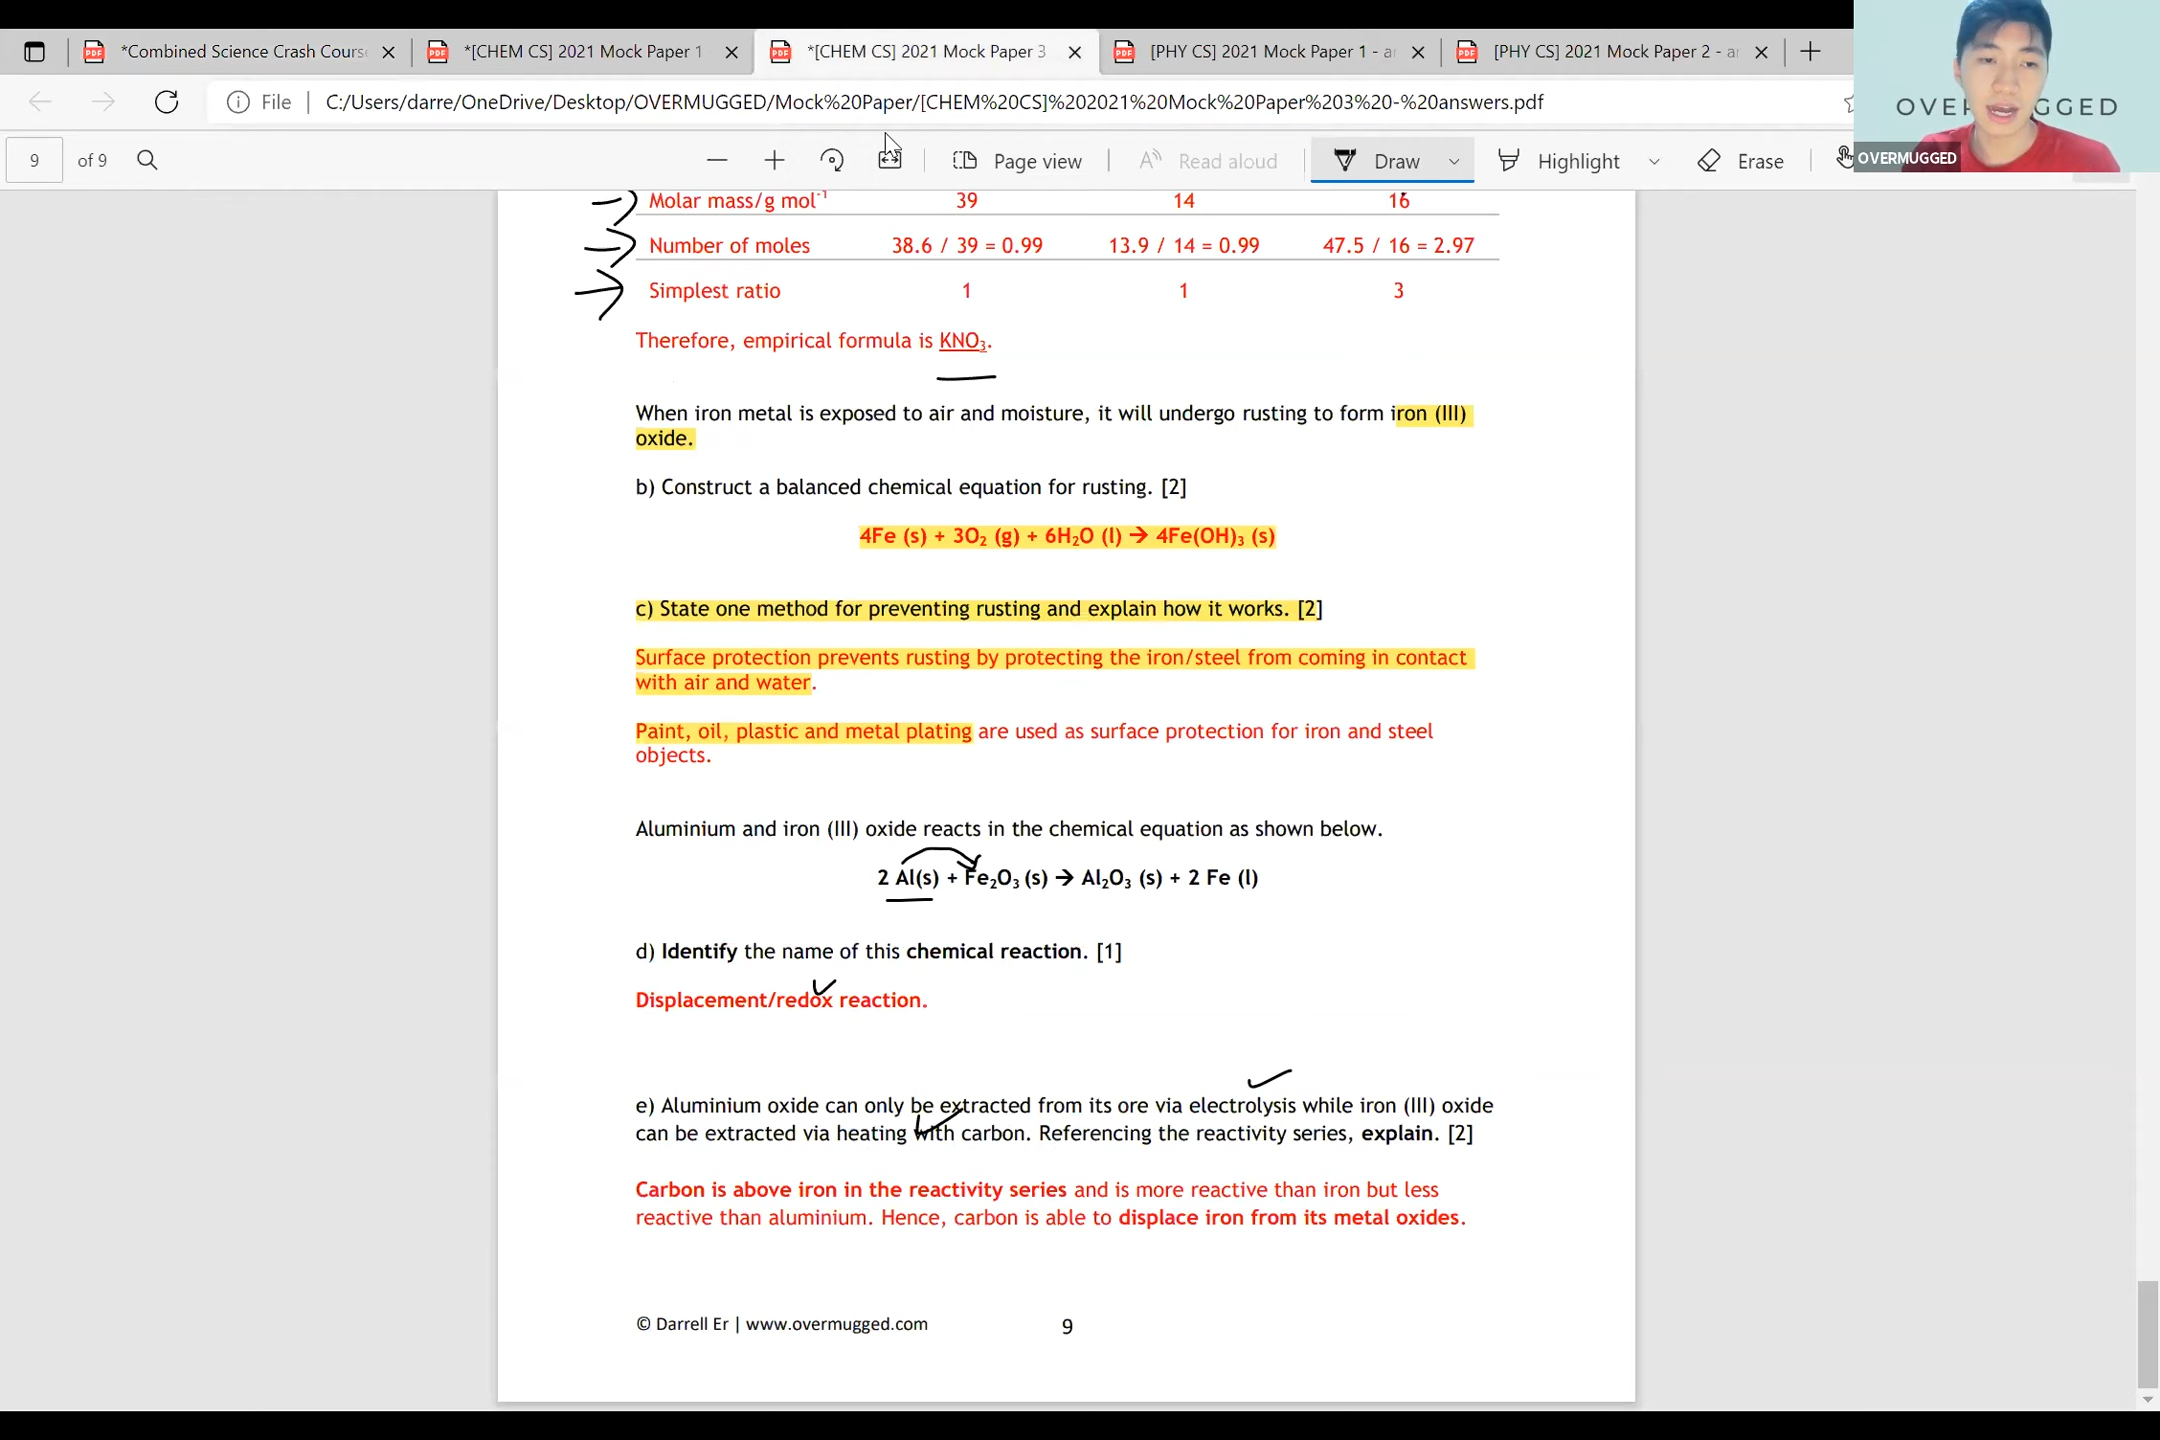 *Combined Science Crash Cours
*[CHEM CS] 2021 Mock Paper 1
*[CHEM CS] 2021 Mock Paper 3
[PHY CS] 2021 Mock Paper 1 - a
[PHY CS] 2021 Mock Paper 2 - a
File
C:/Users/darre/OneDrive/Desktop/OVERMUGGED/Mock%20Paper/[CHEM%20CS]%202021%20Mock%20Paper%203%20-%20answers.pdf
9 of 9
Page view
Read aloud
Draw
Highlight
Erase
OVERMUGGED
Molar mass/g mol⁻¹ 39 14 16
Number of moles 38.6 / 39 = 0.99 13.9 / 14 = 0.99 47.5 / 16 = 2.97
Simplest ratio 1 1 3
Therefore, empirical formula is KNO₃.
When iron metal is exposed to air and moisture, it will undergo rusting to form iron (III)
oxide.
b) Construct a balanced chemical equation for rusting. [2]
4Fe (s) + 3O₂ (g) + 6H₂O (l) → 4Fe(OH)₃ (s)
c) State one method for preventing rusting and explain how it works. [2]
Surface protection prevents rusting by protecting the iron/steel from coming in contact
with air and water.
Paint, oil, plastic and metal plating are used as surface protection for iron and steel
objects.
Aluminium and iron (III) oxide reacts in the chemical equation as shown below.
2 Al(s) + Fe₂O₃ (s) → Al₂O₃ (s) + 2 Fe (l)
d) Identify the name of this chemical reaction. [1]
Displacement/redox reaction.
e) Aluminium oxide can only be extracted from its ore via electrolysis while iron (III) oxide
can be extracted via heating with carbon. Referencing the reactivity series, explain. [2]
Carbon is above iron in the reactivity series and is more reactive than iron but less
reactive than aluminium. Hence, carbon is able to displace iron from its metal oxides.
© Darrell Er | www.overmugged.com 9